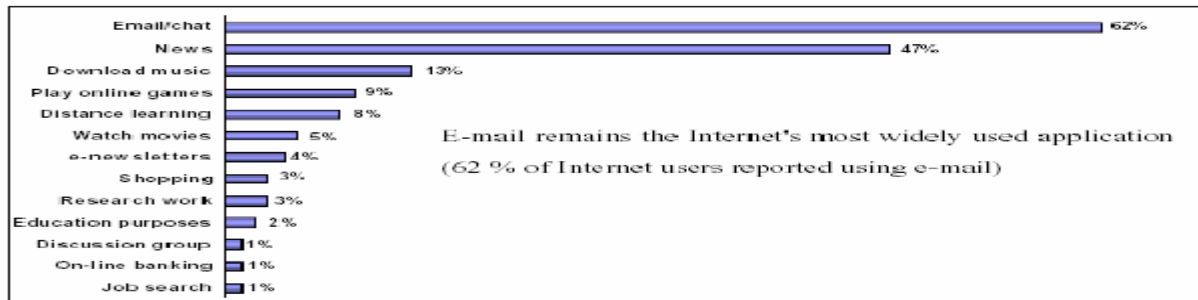 Email/chat 62%
News 47%
Download music 13%
Play online games 9%
Distance learning 8%
Watch movies 5%
e-newsletters 4%
Shopping 3%
Research work 3%
Education purposes 2%
Discussion group 1%
On-line banking 1%
Job search 1%
E-mail remains the Internet's most widely used application
(62 % of Internet users reported using e-mail)